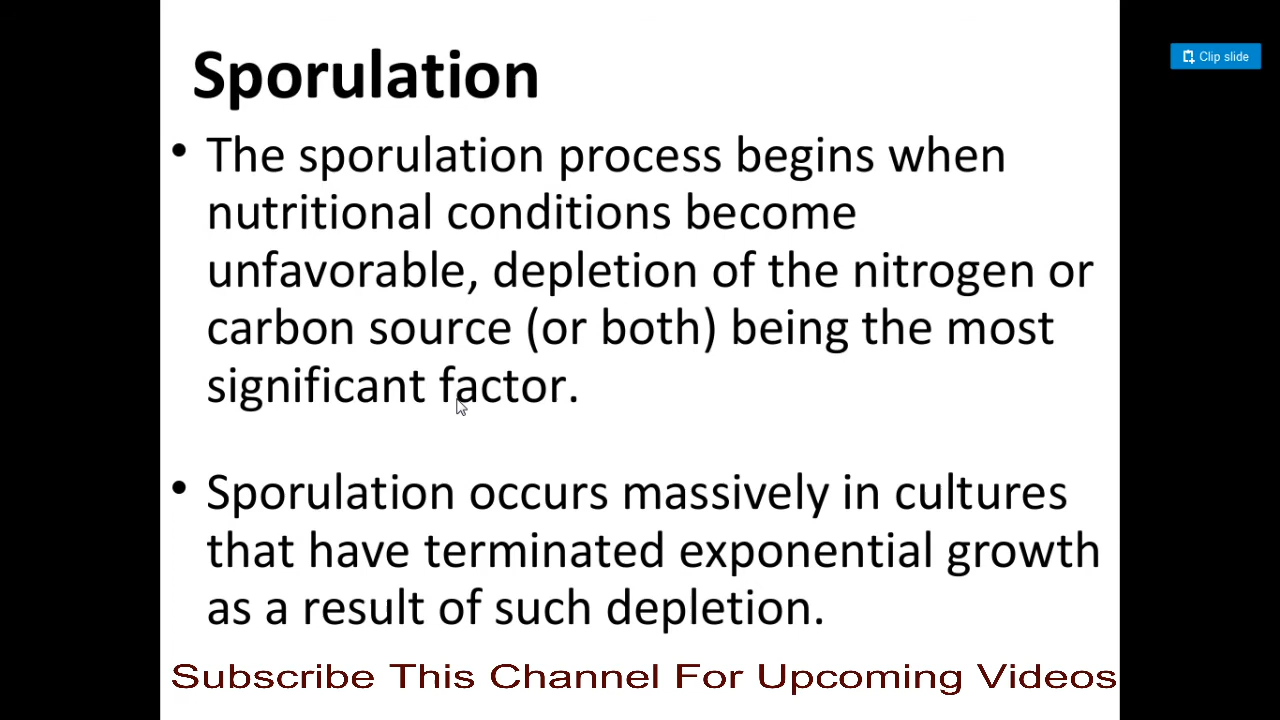 Sporulation
Clip slide
• The sporulation process begins when
nutritional conditions become
unfavorable, depletion of the nitrogen or
carbon source (or both) being the most
significant factor.
• Sporulation occurs massively in cultures
that have terminated exponential growth
as a result of such depletion.
Subscribe This Channel For Upcoming Videos